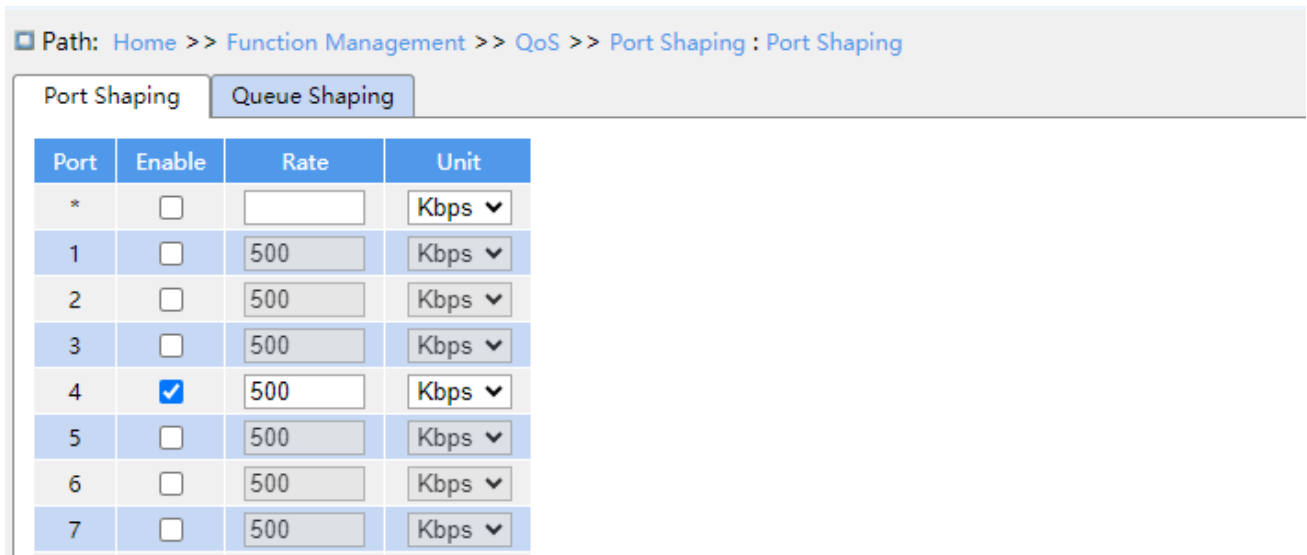 Path: Home >> Function Management >> QoS >> Port Shaping : Port Shaping
Port Shaping Queue Shaping
Port Enable Rate Unit
* Kbps
1 500 Kbps
2 500 Kbps
3 500 Kbps
4 500 Kbps
5 500 Kbps
6 500 Kbps
7 500 Kbps